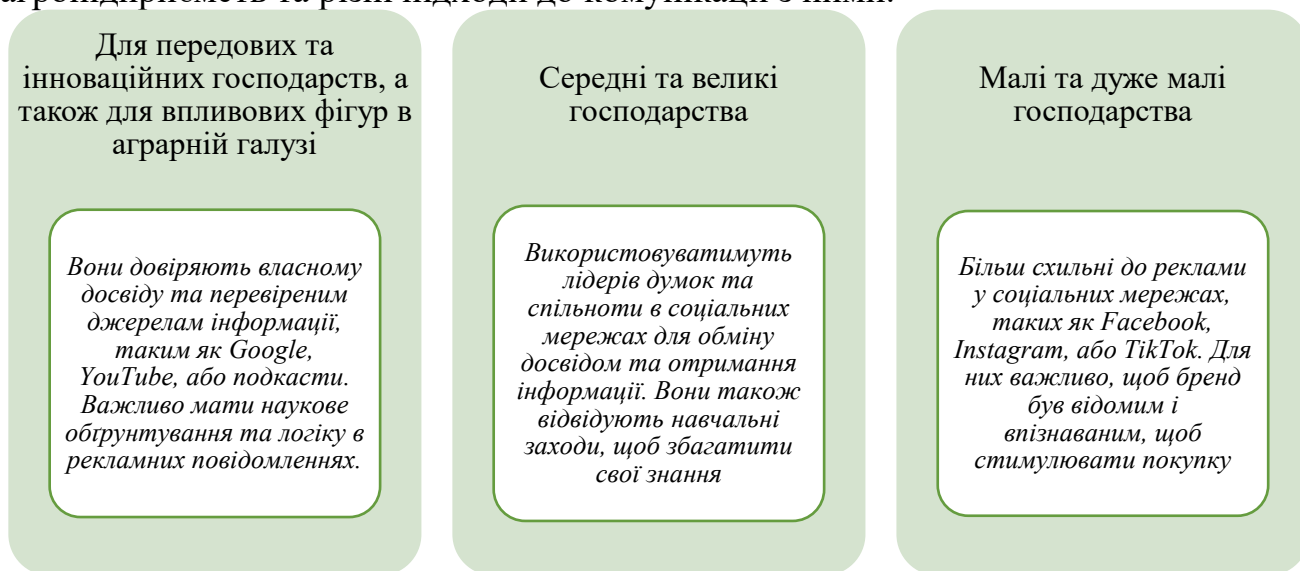 агропідприємств та різні підходи до комунікації з ними:
Для передових та
інноваційних господарств, а
також для впливових фігур в
аграрній галузі
Вони довіряють власному
досвіду та перевіреним
джерелам інформації,
таким як Google,
YouTube, або подкасти.
Важливо мати наукове
обґрунтування та логіку в
рекламних повідомленнях.
Середні та великі
господарства
Використовуватимуть
лідерів думок та
спільноти в соціальних
мережах для обміну
досвідом та отримання
інформації. Вони також
відвідують навчальні
заходи, щоб збагатити
свої знання
Малі та дуже малі
господарства
Більш схильні до реклами
у соціальних мережах,
таких як Facebook,
Instagram, або TikTok. Для
них важливо, щоб бренд
був відомим і
впізнаваним, щоб
стимулювати покупку